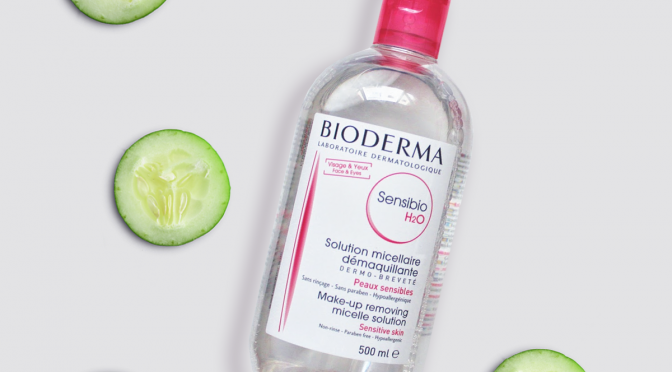 BIODERMA
LABORATOIRE DERMATOLOGIQUE
Visage & Yeux
Face & Eyes
Sensibio
H2O
Solution micellaire
démaquillante
DERMO-BREVETÉ
Peaux sensibles
Sans rinçage - Sans paraben - Hypoallergénique
Make-up removing
micelle solution
Sensitive skin
Non-rinse - Paraben free - Hypoallergenic
500 ml e